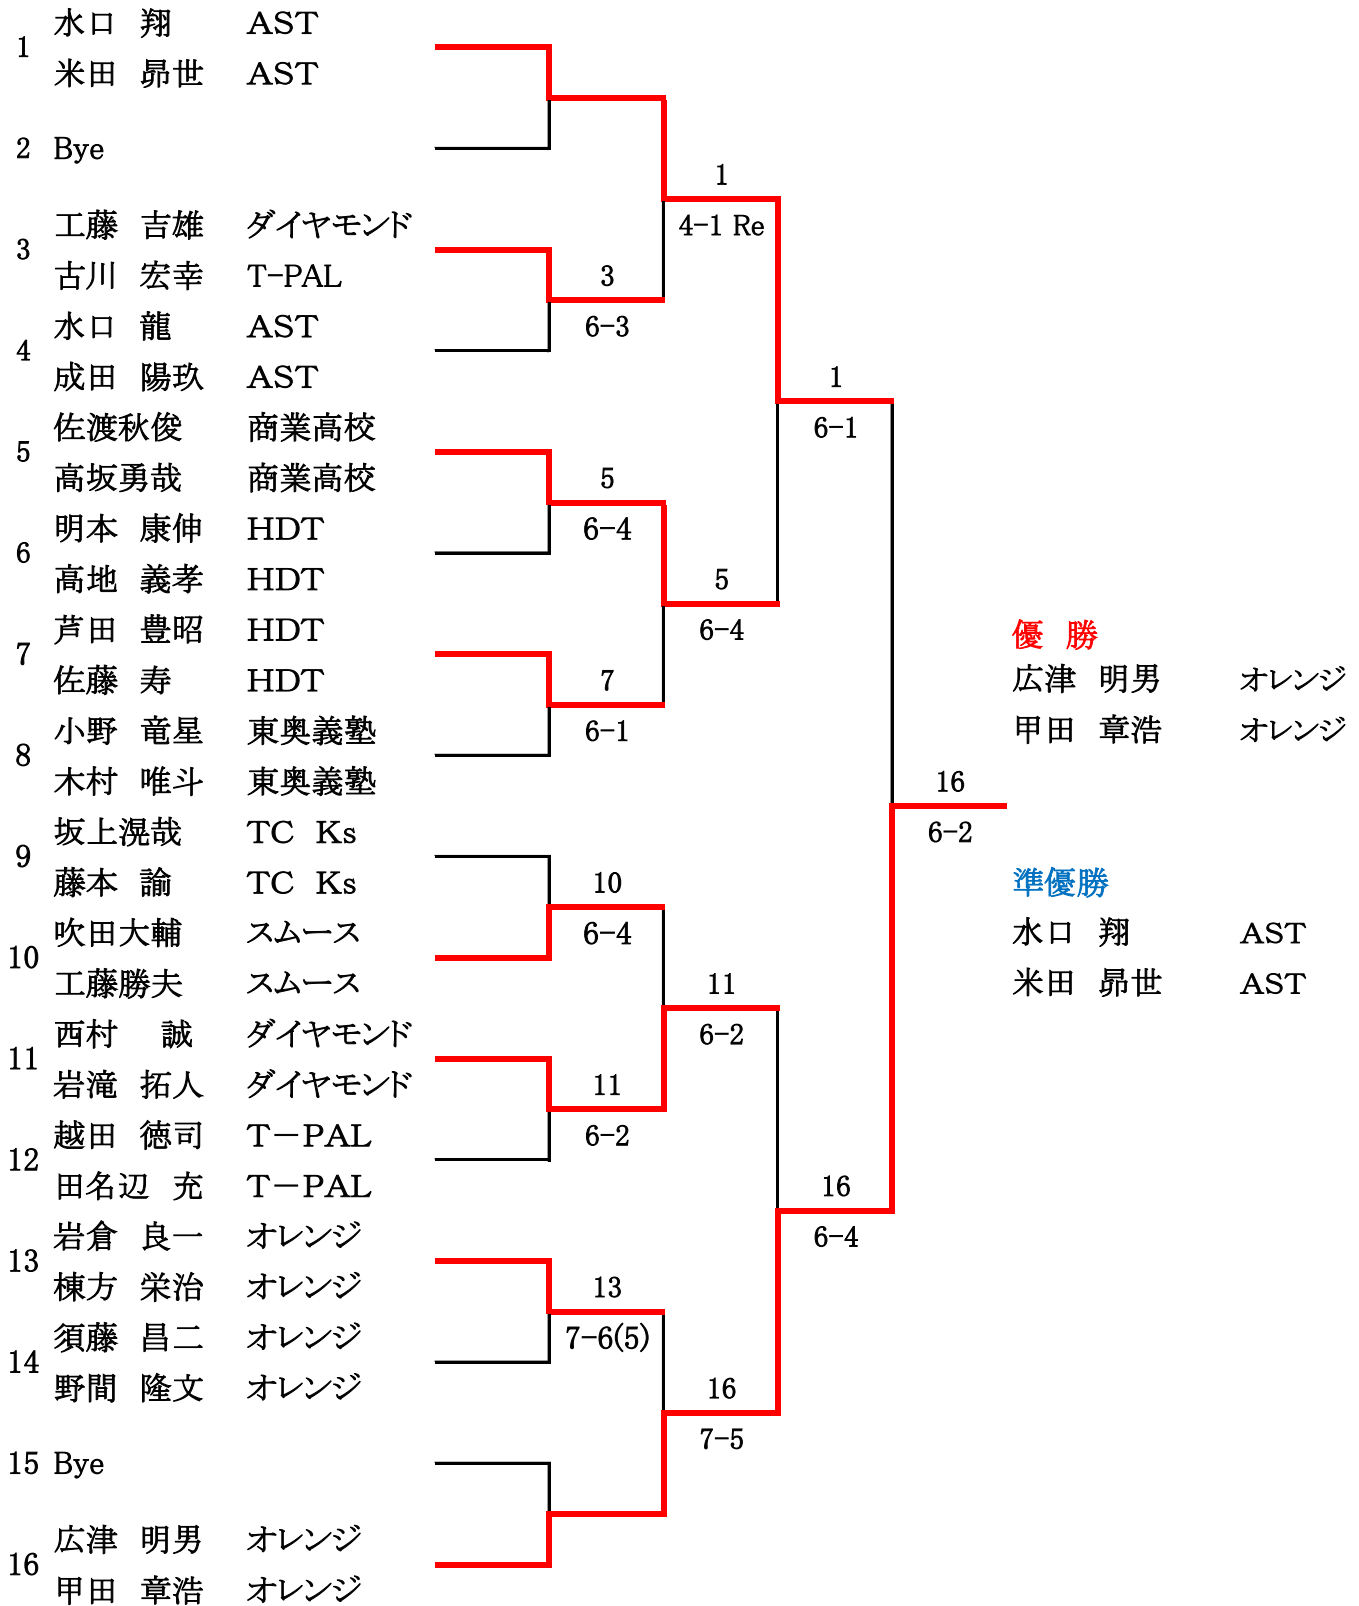 水口 翔 AST
1
米田 昴世 AST
2 Bye
工藤 吉雄 ダイヤモンド
3
古川 宏幸 T-PAL
水口 龍 AST
4
成田 陽玖 AST
佐渡秋俊 商業高校
5
高坂勇哉 商業高校
明本 康伸 HDT
6
高地 義孝 HDT
芦田 豊昭 HDT
7
佐藤 寿 HDT
小野 竜星 東奥義塾
8
木村 唯斗 東奥義塾
坂上滉哉 TC Ks
9
藤本 諭 TC Ks
吹田大輔 スムース
10
工藤勝夫 スムース
西村 誠 ダイヤモンド
11
岩滝 拓人 ダイヤモンド
越田 徳司 T－PAL
12
田名辺 充 T－PAL
岩倉 良一 オレンジ
13
棟方 栄治 オレンジ
須藤 昌二 オレンジ
14
野間 隆文 オレンジ
15 Bye
広津 明男 オレンジ
16
甲田 章浩 オレンジ
3
6-3
5
6-4
7
6-1
10
6-4
11
6-2
13
7-6(5)
1
4-1 Re
5
6-4
11
6-2
16
7-5
1
6-1
16
6-4
16
6-2
優 勝
広津 明男 オレンジ
甲田 章浩 オレンジ
準優勝
水口 翔 AST
米田 昴世 AST